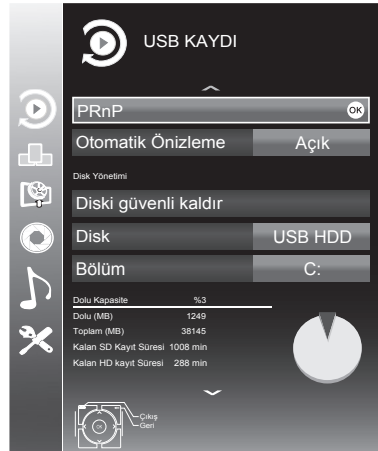 USB KAYDI
PRnP OK
Otomatik Önizleme Açık
Disk Yönetimi
Diski güvenli kaldır
Disk USB HDD
Bölüm C:
Dolu Kapasite %3
Dolu (MB) 1249
Toplam (MB) 38145
Kalan SD Kayıt Süresi 1008 min
Kalan HD kayıt Süresi 288 min
Çıkış
Geri
OK